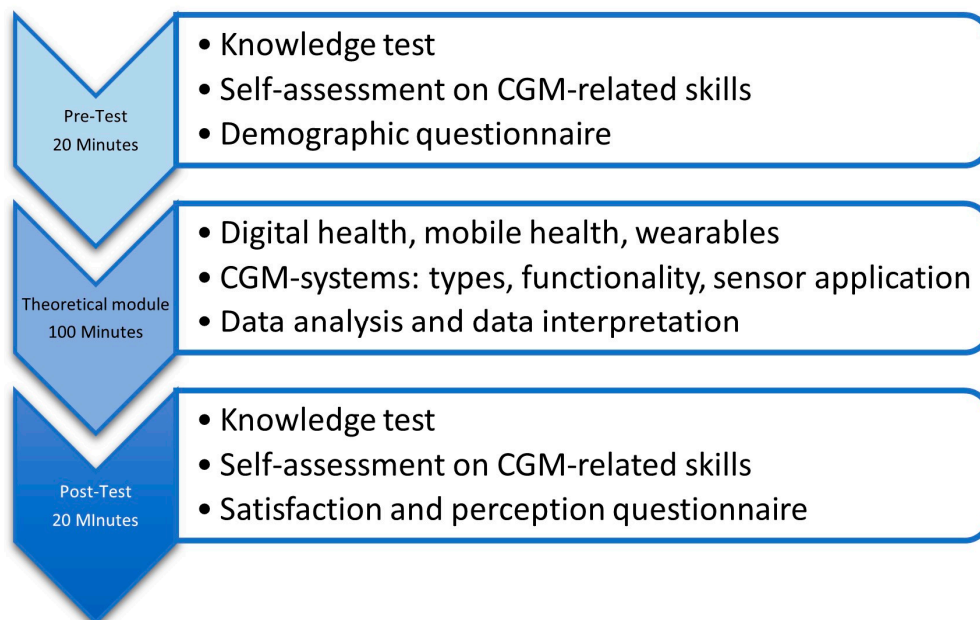 Pre-Test
20 Minutes
• Knowledge test
• Self-assessment on CGM-related skills
• Demographic questionnaire
Theoretical module
100 Minutes
• Digital health, mobile health, wearables
• CGM-systems: types, functionality, sensor application
• Data analysis and data interpretation
Post-Test
20 MInutes
• Knowledge test
• Self-assessment on CGM-related skills
• Satisfaction and perception questionnaire